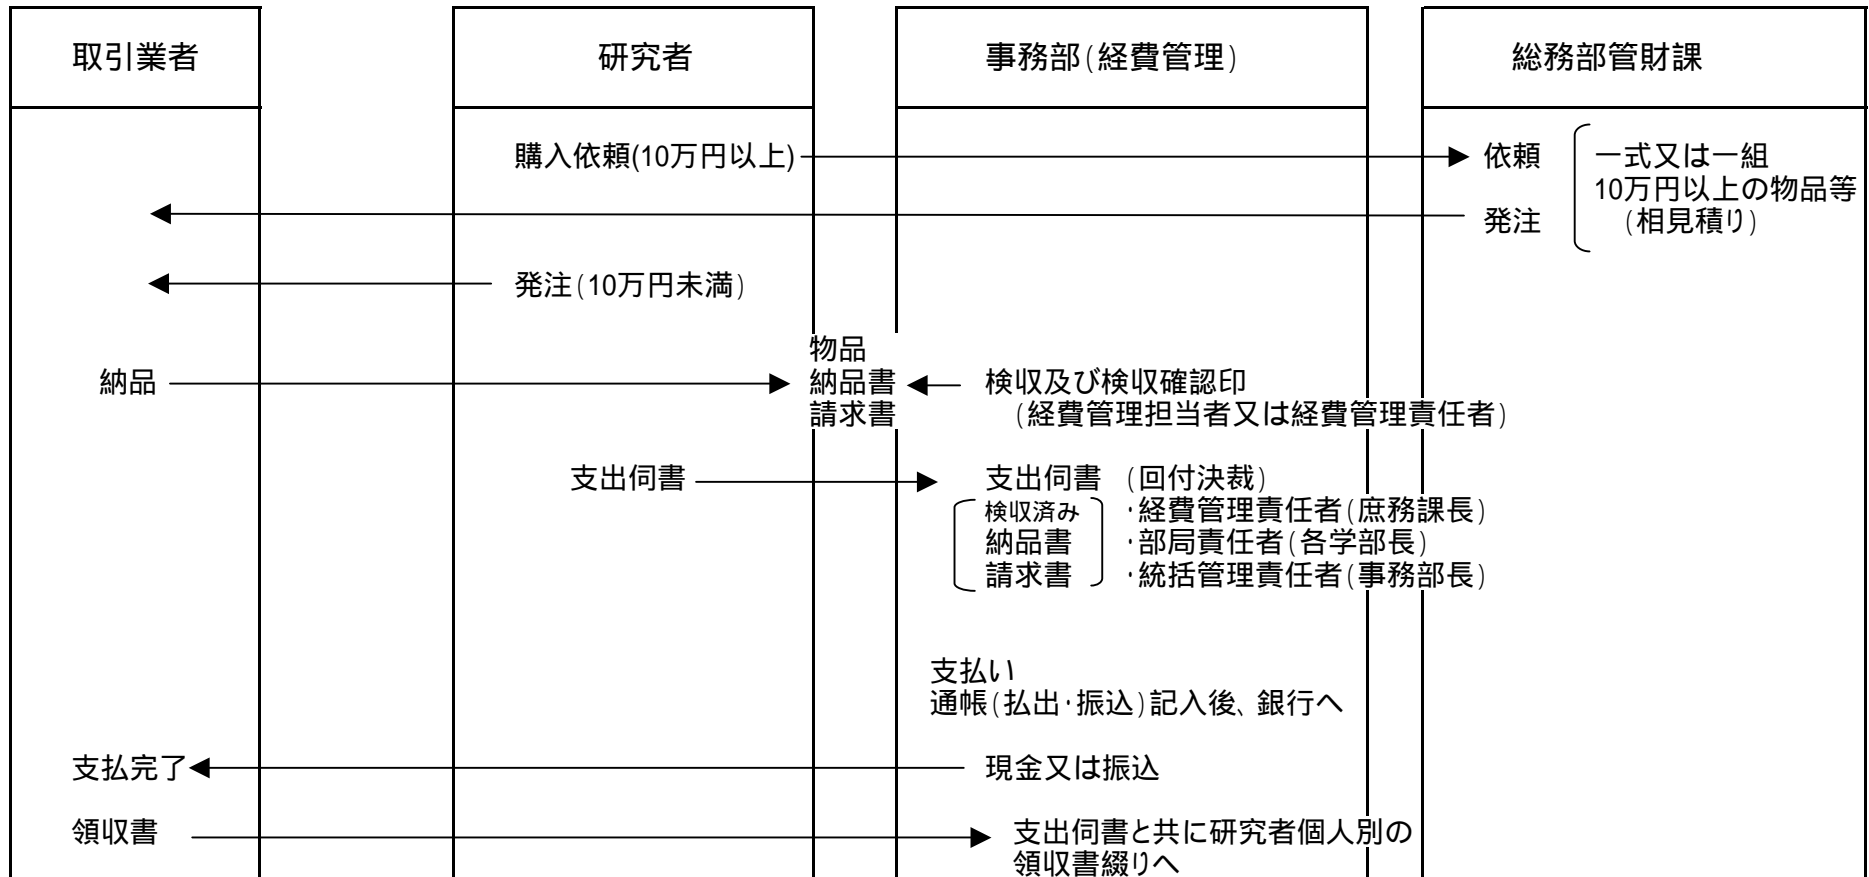 取引業者
研究者
事務部(経費管理)
総務部管財課
購入依頼(10万円以上)
依頼
一式又は一組
10万円以上の物品等
(相見積り)
発注
発注(10万円未満)
物品
納品
納品書
請求書
検収及び検収確認印
(経費管理担当者又は経費管理責任者)
支出伺書
支出伺書 (回付決裁)
検収済み ・経費管理責任者(庶務課長)
納品書 ・部局責任者(各学部長)
請求書 ・統括管理責任者(事務部長)
支払い
通帳(払出・振込)記入後、銀行へ
支払完了
現金又は振込
領収書
支出伺書と共に研究者個人別の
領収書綴りへ